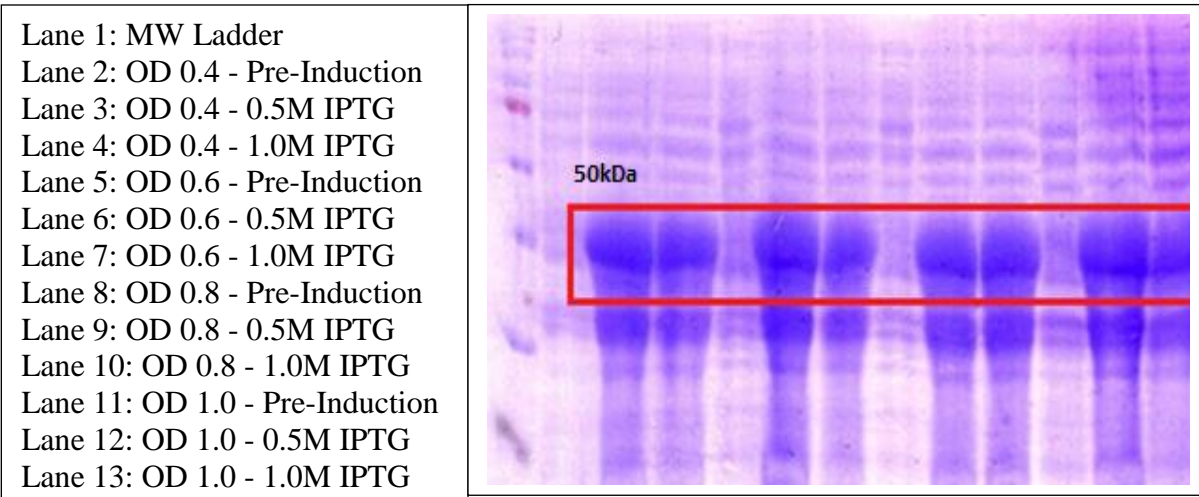 Lane 1: MW Ladder
Lane 2: OD 0.4 - Pre-Induction
Lane 3: OD 0.4 - 0.5M IPTG
Lane 4: OD 0.4 - 1.0M IPTG
Lane 5: OD 0.6 - Pre-Induction
Lane 6: OD 0.6 - 0.5M IPTG
Lane 7: OD 0.6 - 1.0M IPTG
Lane 8: OD 0.8 - Pre-Induction
Lane 9: OD 0.8 - 0.5M IPTG
Lane 10: OD 0.8 - 1.0M IPTG
Lane 11: OD 1.0 - Pre-Induction
Lane 12: OD 1.0 - 0.5M IPTG
Lane 13: OD 1.0 - 1.0M IPTG
50kDa